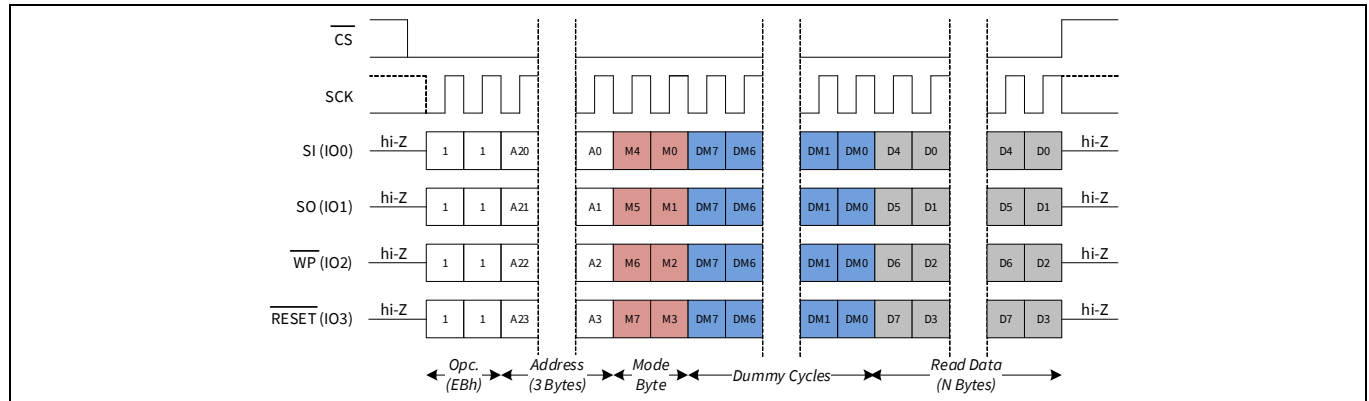 CS
SCK
SI (IO0) hi-Z 1 1 A20 A0 M4 M0 DM7 DM6 DM1 DM0 D4 D0 D4 D0 hi-Z
SO (IO1) hi-Z 1 1 A21 A1 M5 M1 DM7 DM6 DM1 DM0 D5 D1 D5 D1 hi-Z
WP (IO2) hi-Z 1 1 A22 A2 M6 M2 DM7 DM6 DM1 DM0 D6 D2 D6 D2 hi-Z
RESET (IO3) hi-Z 1 1 A23 A3 M7 M3 DM7 DM6 DM1 DM0 D7 D3 D7 D3 hi-Z
Opc. Address Mode Dummy Cycles Read Data
(EBh) (3 Bytes) Byte (N Bytes)